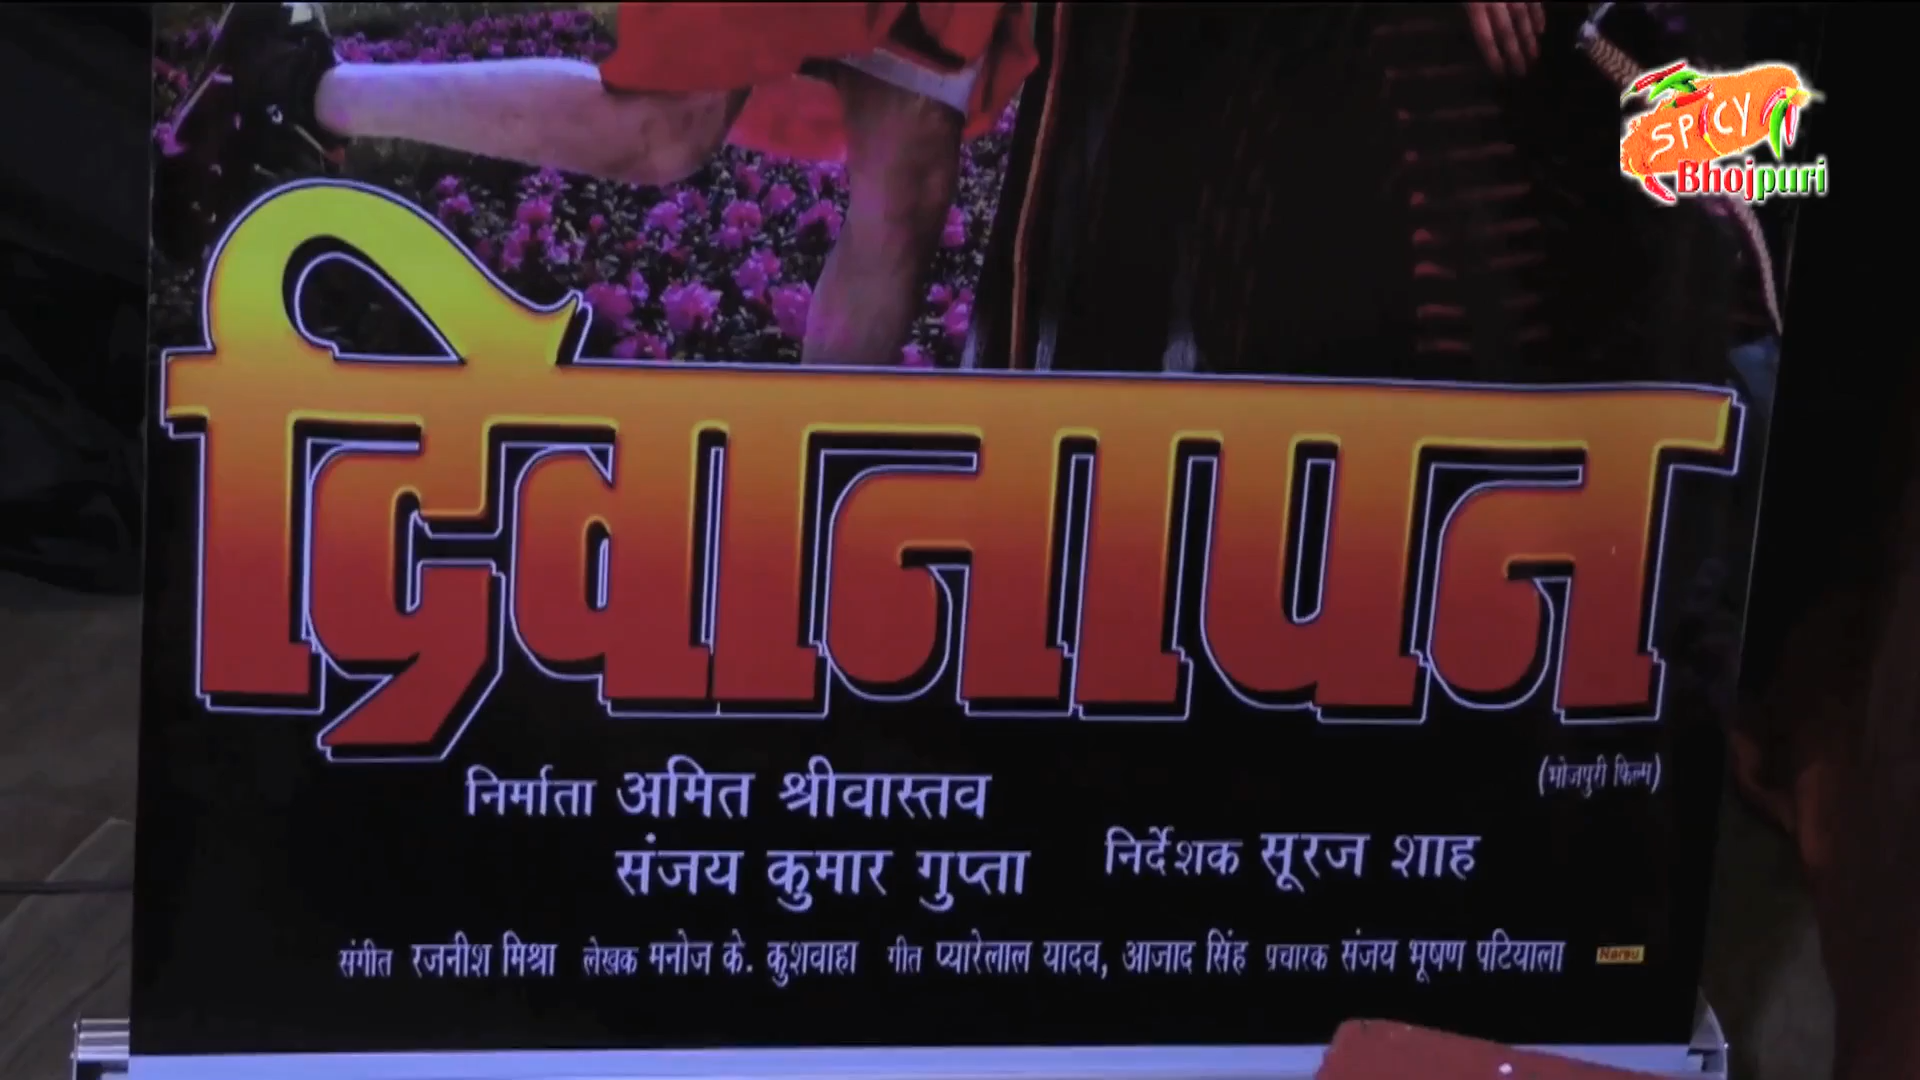 SPICY
Bhojpuri
दिवानापन
(भोजपुरी फिल्म)
निर्माता अमित श्रीवास्तव
संजय कुमार गुप्ता
निर्देशक सूरज शाह
संगीत रजनीश मिश्रा लेखक मनोज के. कुशवाहा गीत प्यारेलाल यादव, आजाद सिंह प्रचारक संजय भूषण पटियाला
Narsu